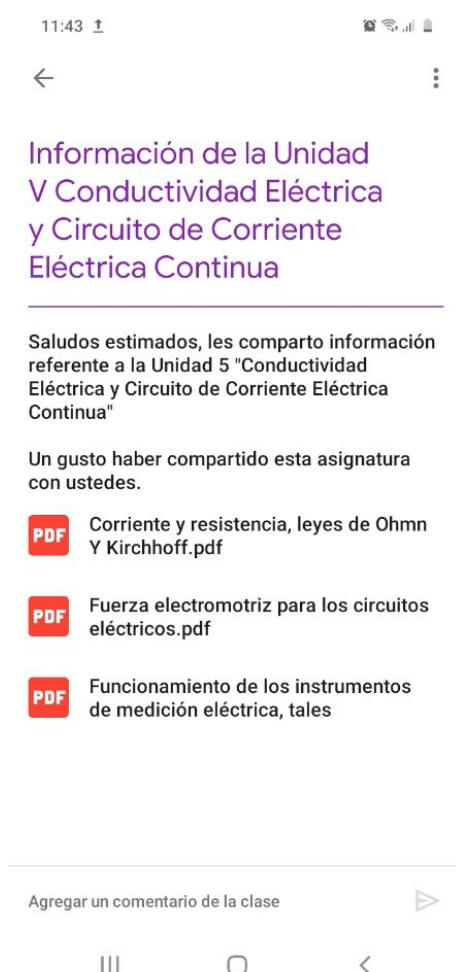 11:43
Información de la Unidad
V Conductividad Eléctrica
y Circuito de Corriente
Eléctrica Continua
Saludos estimados, les comparto información
referente a la Unidad 5 "Conductividad
Eléctrica y Circuito de Corriente Eléctrica
Continua"
Un gusto haber compartido esta asignatura
con ustedes.
PDF
Corriente y resistencia, leyes de Ohmn
Y Kirchhoff.pdf
PDF
Fuerza electromotriz para los circuitos
eléctricos.pdf
PDF
Funcionamiento de los instrumentos
de medición eléctrica, tales
Agregar un comentario de la clase